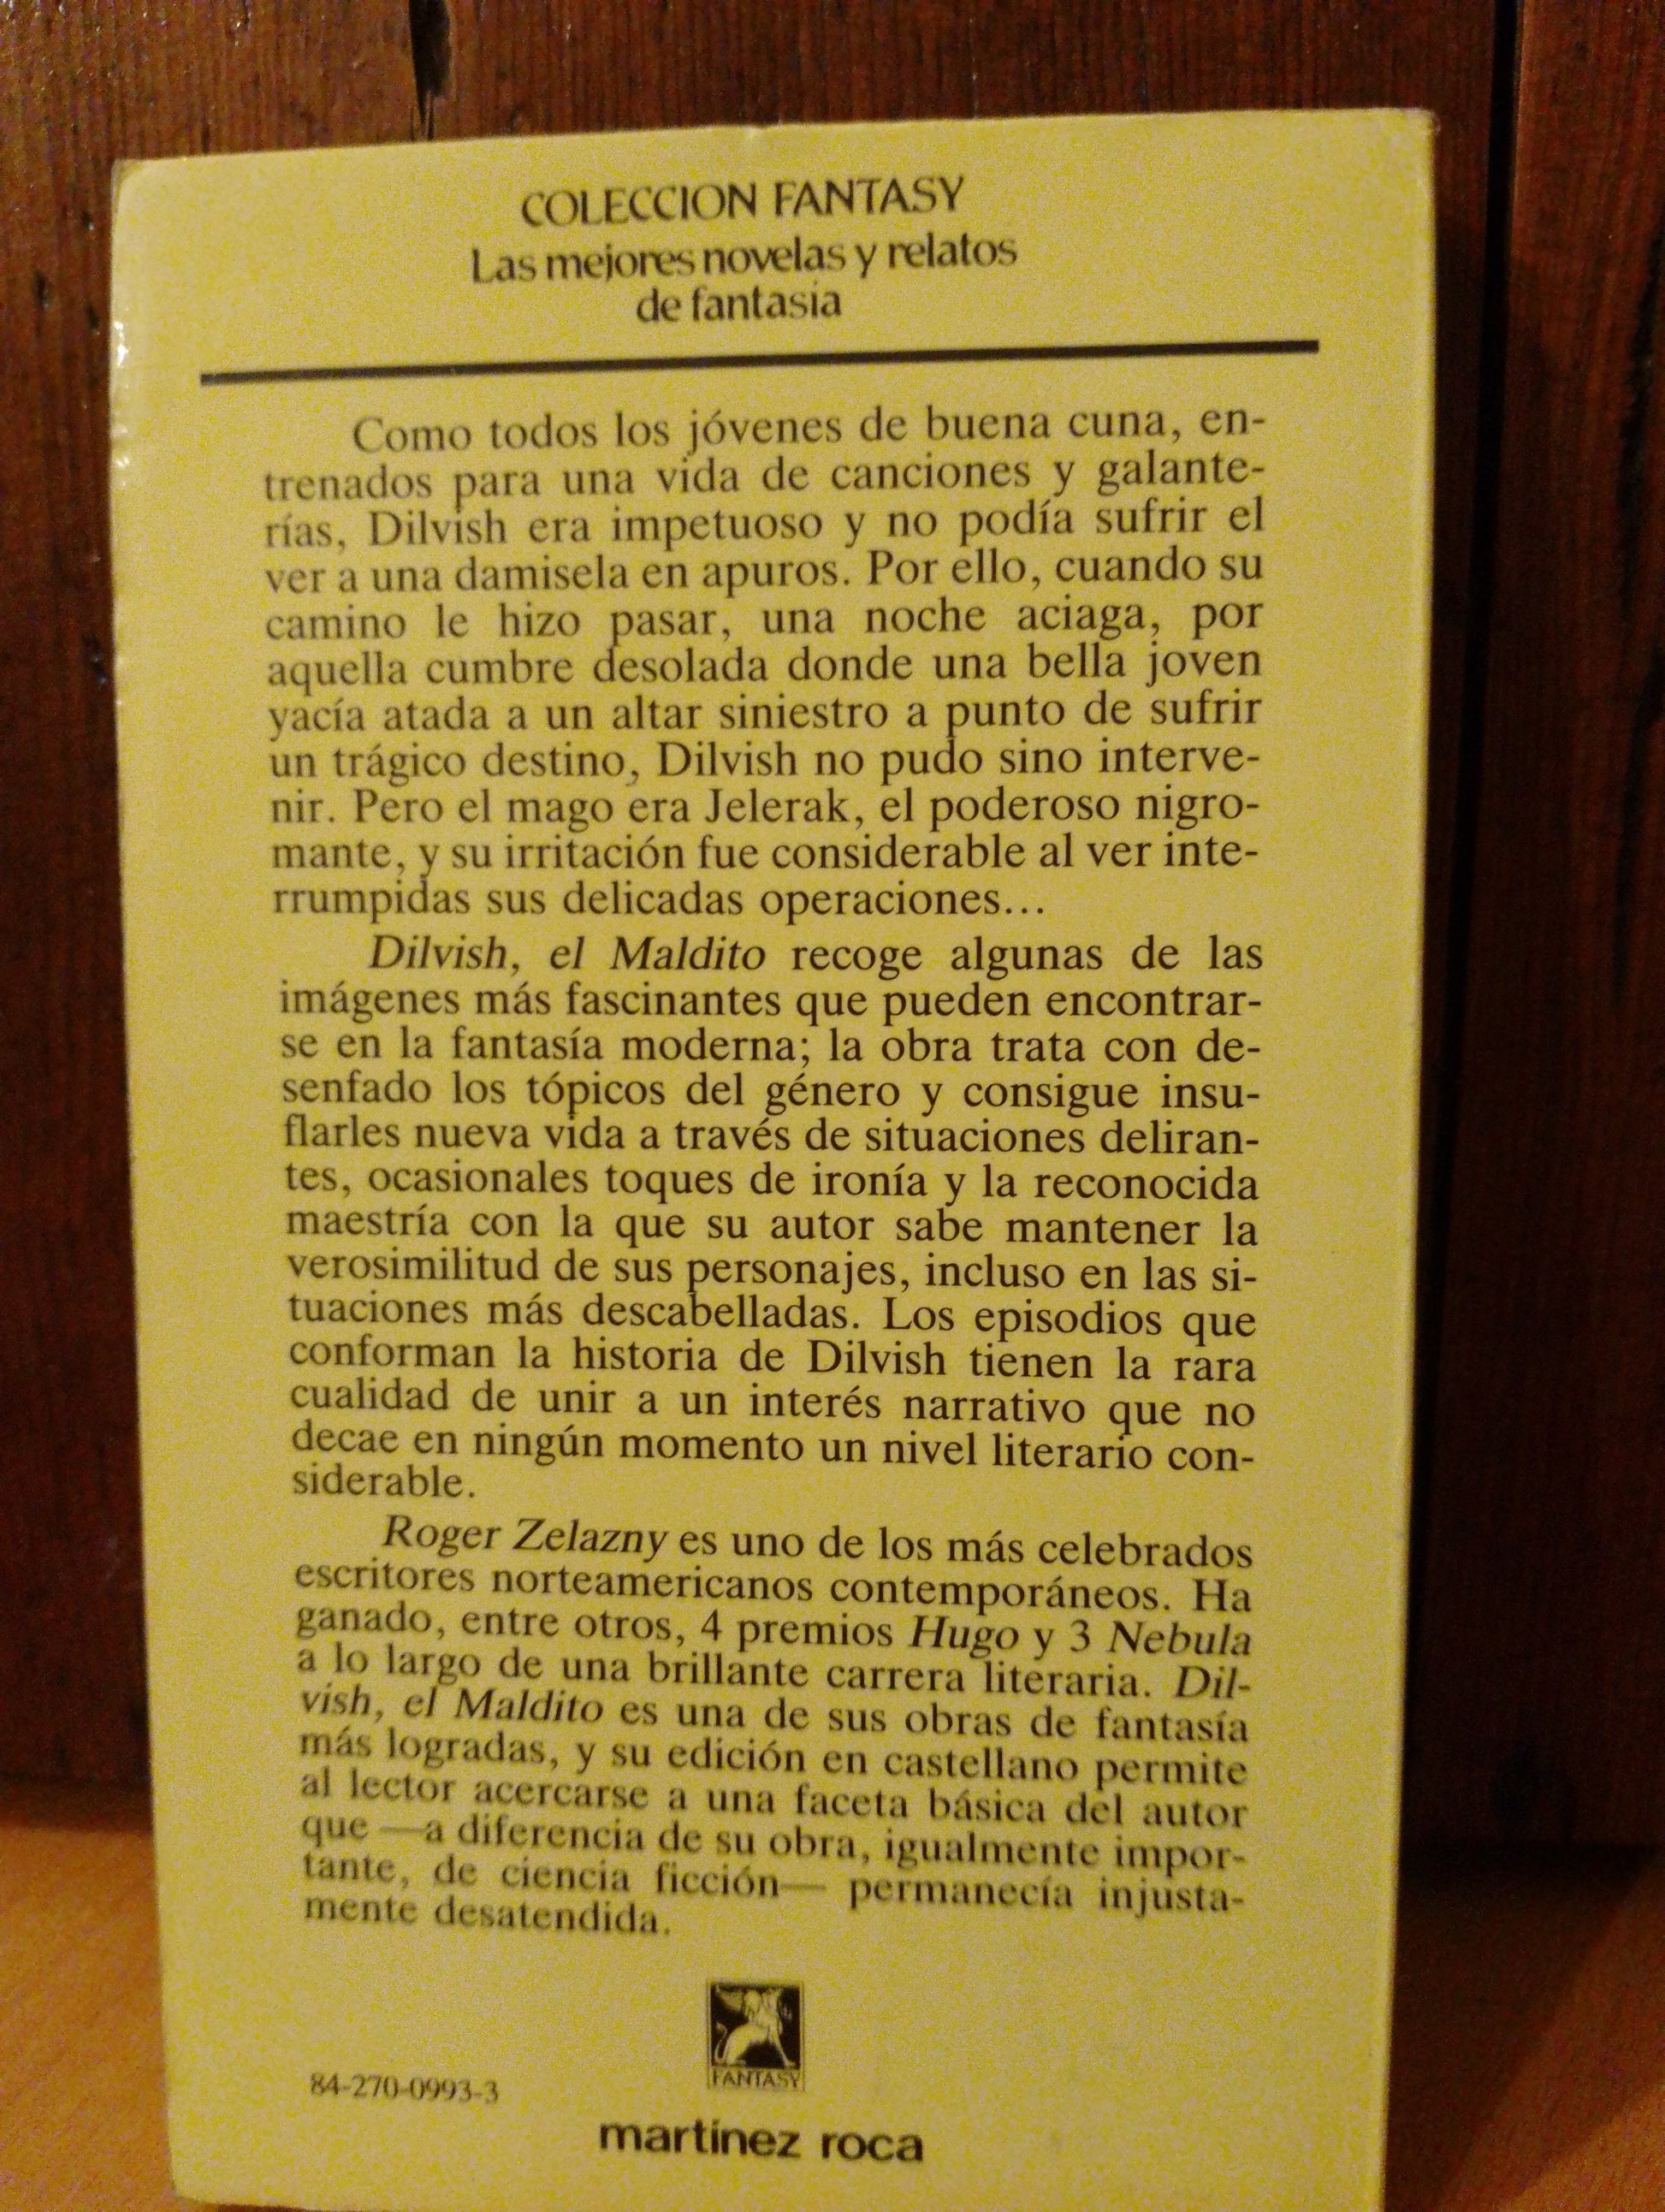 COLECCION FANTASY
Las mejores novelas y relatos
de fantasía
Como todos los jóvenes de buena cuna, en-
trenados para una vida de canciones y galante-
rías, Dilvish era impetuoso y no podía sufrir el
ver a una damisela en apuros. Por ello, cuando su
camino le hizo pasar, una noche aciaga, por
aquella cumbre desolada donde una bella joven
yacía atada a un altar siniestro a punto de sufrir
un trágico destino, Dilvish no pudo sino interve-
nir. Pero el mago era Jelerak, el poderoso nigro-
mante, y su irritación fue considerable al ver inte-
rrumpidas sus delicadas operaciones...
Dilvish, el Maldito recoge algunas de las
imágenes más fascinantes que pueden encontrar-
se en la fantasía moderna; la obra trata con de-
senfado los tópicos del género y consigue insu-
flarles nueva vida a través de situaciones deliran-
tes, ocasionales toques de ironía y la reconocida
maestría con la que su autor sabe mantener la
verosimilitud de sus personajes, incluso en las si-
tuaciones más descabelladas. Los episodios que
conforman la historia de Dilvish tienen la rara
cualidad de unir a un interés narrativo que no
decae en ningún momento un nivel literario con-
siderable.
Roger Zelazny es uno de los más celebrados
escritores norteamericanos contemporáneos. Ha
ganado, entre otros, 4 premios Hugo y 3 Nebula
a lo largo de una brillante carrera literaria. Dil-
vish, el Maldito es una de sus obras de fantasía
más logradas, y su edición en castellano permite
al lector acercarse a una faceta básica del autor
que —a diferencia de su obra, igualmente impor-
tante, de ciencia ficción— permanecía injusta-
mente desatendida.
FANTASY
84-270-0993-3
martínez roca